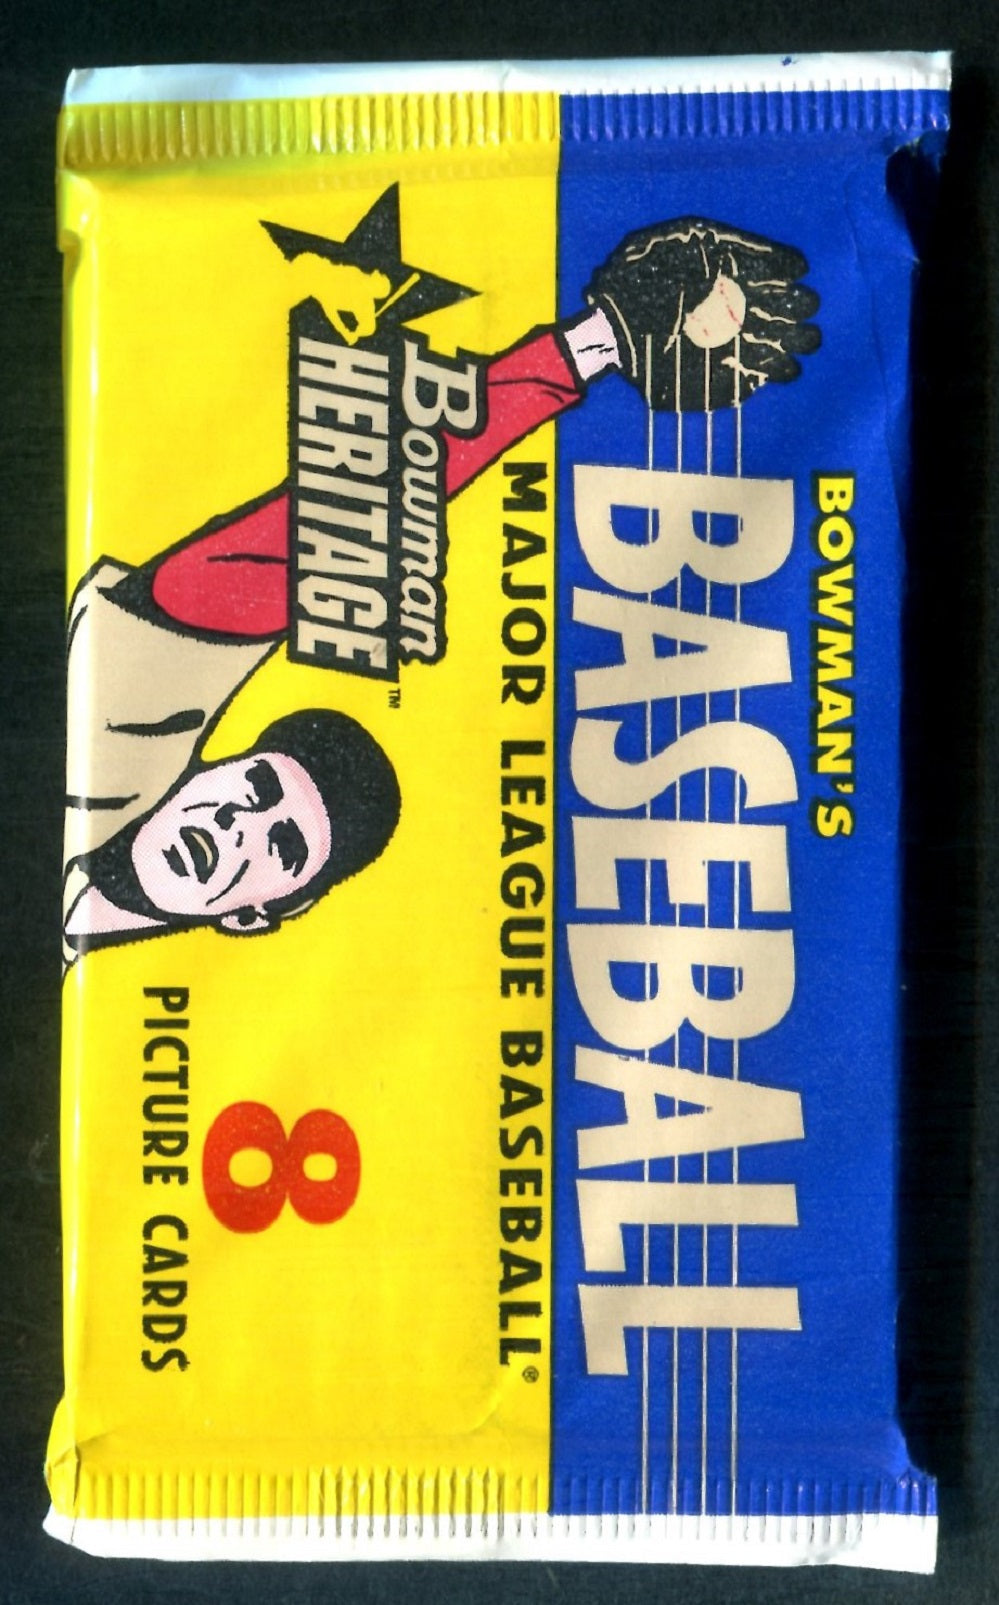 BOWMAN'S
BASEBALL
MAJOR LEAGUE BASEBALL®
Bowman
HERITAGE™
8
PICTURE CARDS